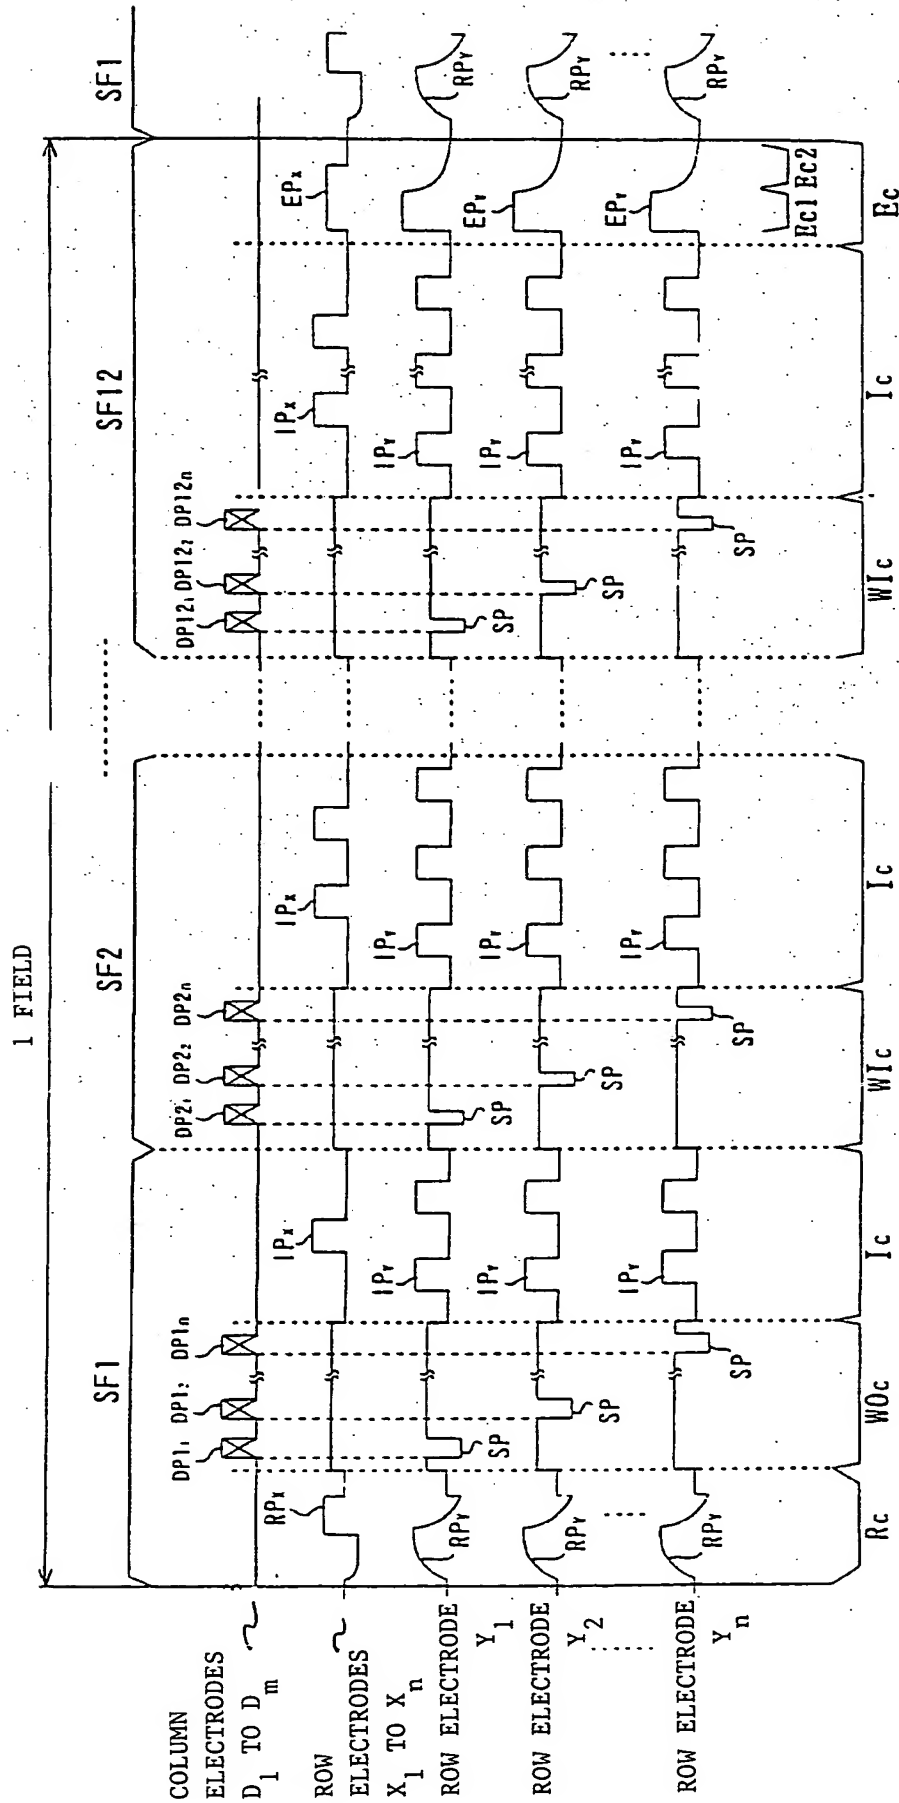 1 FIELD
SF1 SF2 SF12 SF1
DP1₁ DP1₂ DP1n DP2₁ DP2₂ DP2n DP12₁ DP12₂ DP12n
COLUMN
ELECTRODES
D₁ TO Dm
RPx IPx IPx IPx EPx
ROW
ELECTRODES
X₁ TO Xn
RPY SP IPY SP IPY SP IPY RPY
ROW ELECTRODE
Y₁
RPY SP IPY SP IPY SP IPY EPY RPY
ROW ELECTRODE
Y₂
RPY SP IPY SP IPY SP IPY EPY RPY
ROW ELECTRODE
Yn
Ec1 Ec2
Rc WOc Ic WIc Ic WIc Ic Ec